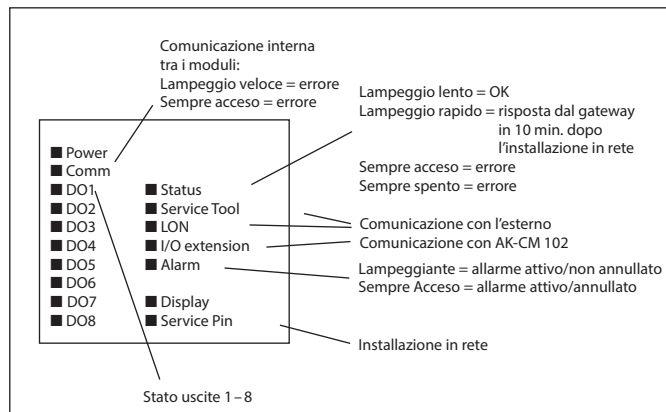 Comunicazione interna
tra i moduli:
Lampeggio veloce = errore
Sempre acceso = errore
Lampeggio lento = OK
Lampeggio rapido = risposta dal gateway
in 10 min. dopo
l'installazione in rete
Sempre acceso = errore
Sempre spento = errore
Power
Comm
DO1
Status
DO2
Service Tool
DO3
LON
DO4
I/O extension
DO5
Alarm
DO6
DO7
Display
DO8
Service Pin
Comunicazione con l'esterno
Comunicazione con AK-CM 102
Lampeggiante = allarme attivo/non annullato
Sempre Acceso = allarme attivo/annullato
Installazione in rete
Stato uscite 1–8